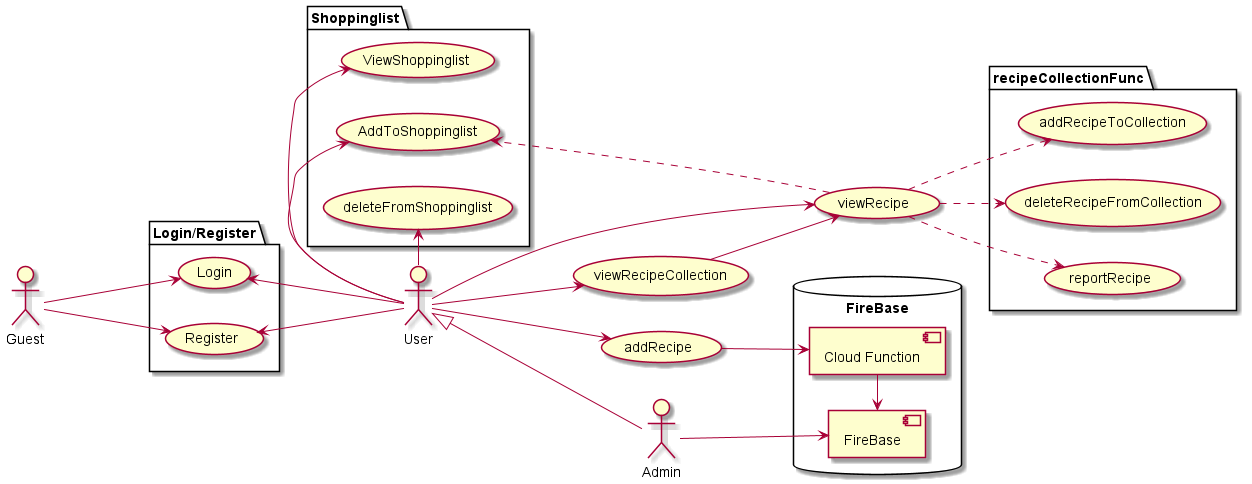 Shoppinglist
ViewShoppinglist
AddToShoppinglist
deleteFromShoppinglist
recipeCollectionFunc
addRecipeToCollection
deleteRecipeFromCollection
reportRecipe
viewRecipe
Login/Register
Login
Register
Guest
User
viewRecipeCollection
addRecipe
FireBase
Cloud Function
FireBase
Admin